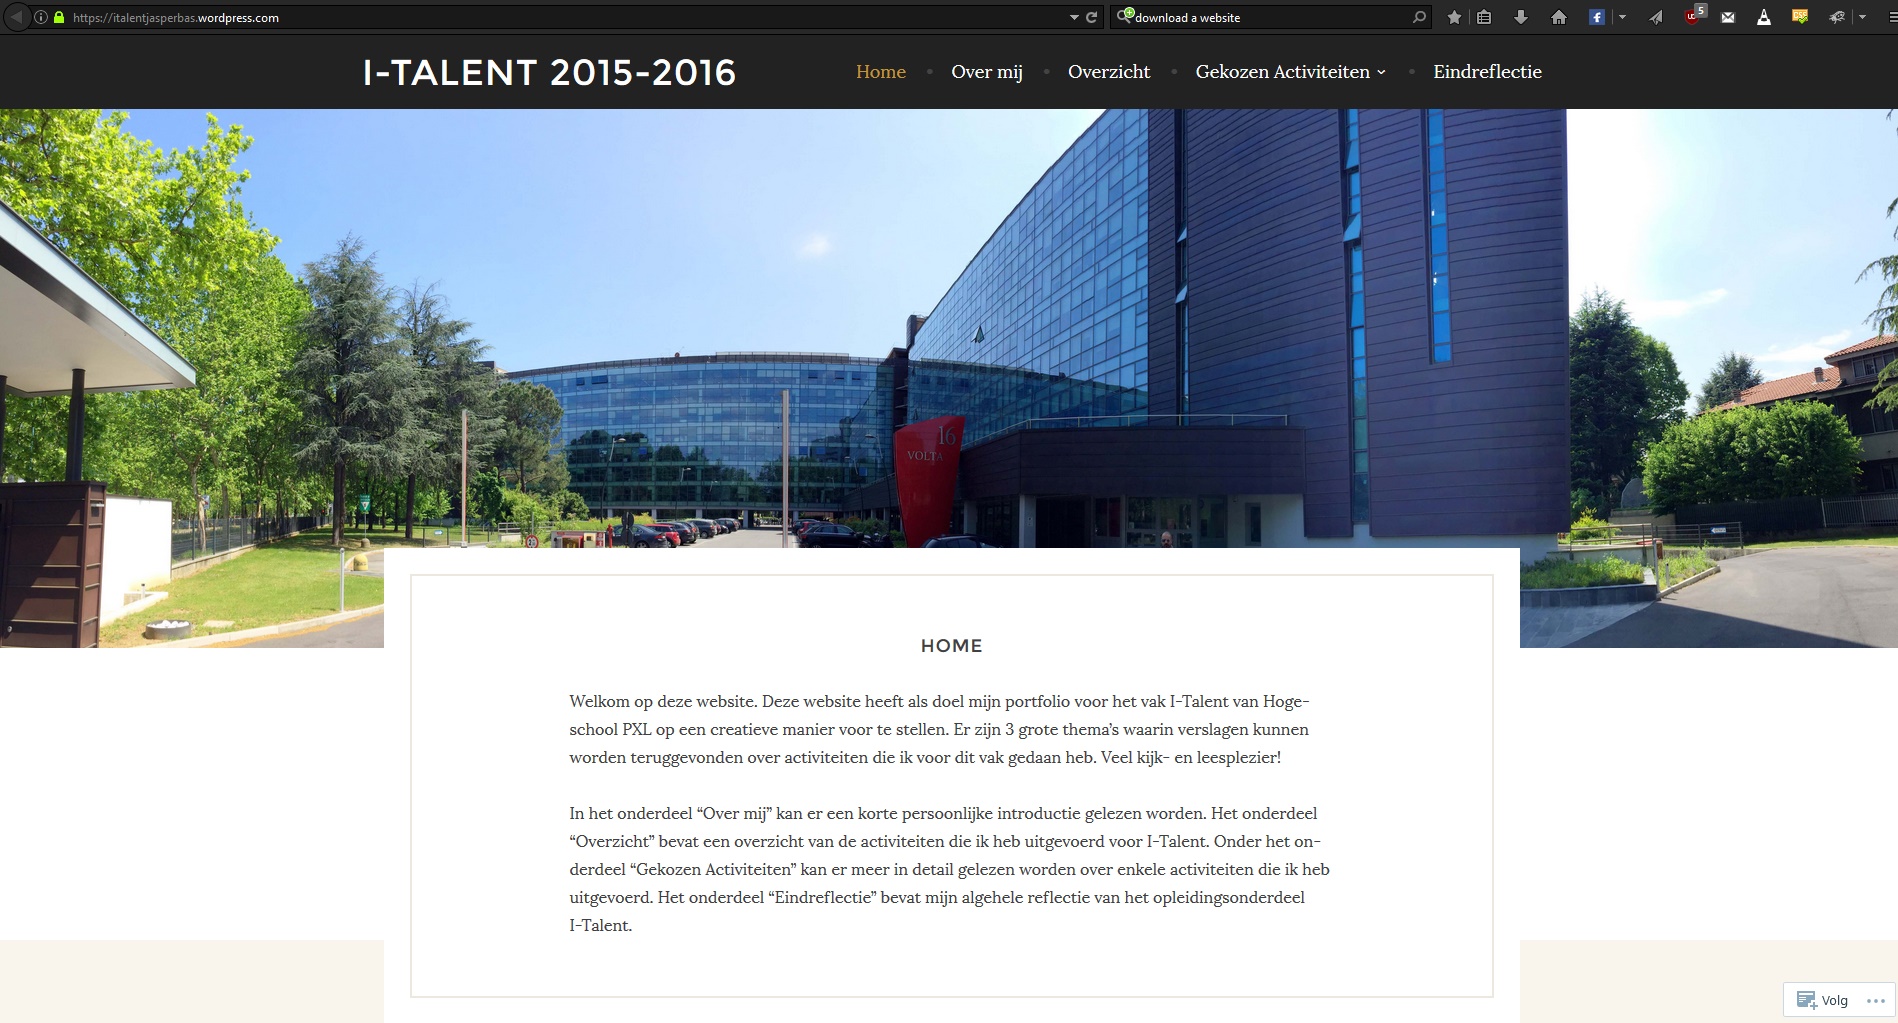 https://italentjasperbas.wordpress.com
download a website
5
I-TALENT 2015-2016
Home
Over mij
Overzicht
Gekozen Activiteiten
Eindreflectie
16
VOLTA
HOME
Welkom op deze website. Deze website heeft als doel mijn portfolio voor het vak I-Talent van Hoge-
school PXL op een creatieve manier voor te stellen. Er zijn 3 grote thema’s waarin verslagen kunnen
worden teruggevonden over activiteiten die ik voor dit vak gedaan heb. Veel kijk- en leesplezier!
In het onderdeel “Over mij” kan er een korte persoonlijke introductie gelezen worden. Het onderdeel
“Overzicht” bevat een overzicht van de activiteiten die ik heb uitgevoerd voor I-Talent. Onder het on-
derdeel “Gekozen Activiteiten” kan er meer in detail gelezen worden over enkele activiteiten die ik heb
uitgevoerd. Het onderdeel “Eindreflectie” bevat mijn algehele reflectie van het opleidingsonderdeel
I-Talent.
Volg